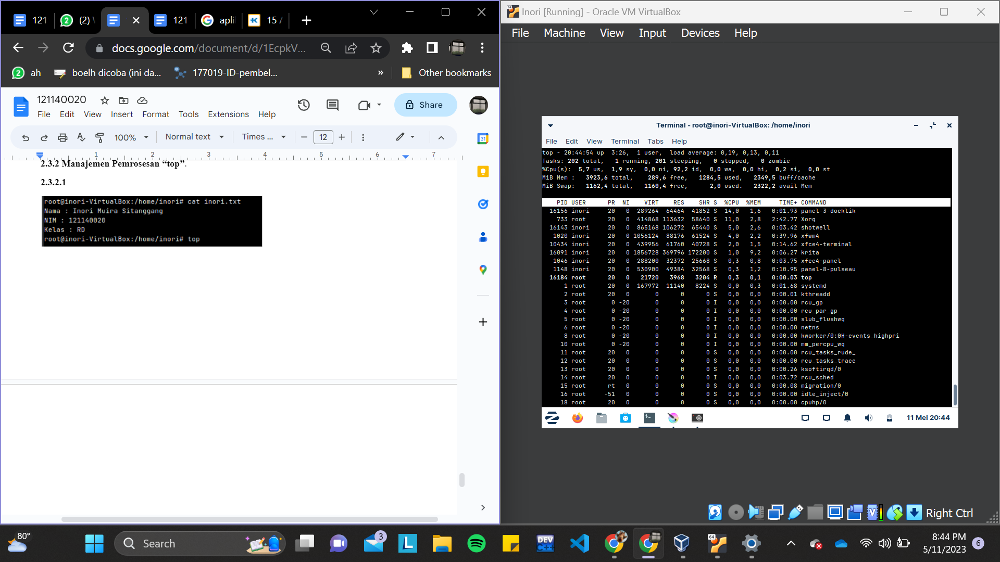 121
(2)
121
apli
15
docs.google.com/document/d/1EcpkV...
ah
boelh dicoba (ini da...
177019-ID-pembel...
»
Other bookmarks
121140020
File Edit View Insert Format Tools Extensions Help
Share
100% Normal text Times ... 12
1 2 3 4 5 6 7
2.3.2 Manajemen Pemrosesan “top”.
2.3.2.1
root@inori-VirtualBox:/home/inori# cat inori.txt
Nama : Inori Muira Sitanggang
NIM : 121140020
Kelas : RD
root@inori-VirtualBox:/home/inori# top
Inori [Running] - Oracle VM VirtualBox
File Machine View Input Devices Help
Terminal - root@inori-VirtualBox: /home/inori
File Edit View Terminal Tabs Help
top - 20:44:54 up 3:26, 1 user, load average: 0,19, 0,13, 0,11
Tasks: 202 total, 1 running, 201 sleeping, 0 stopped, 0 zombie
%Cpu(s): 5,7 us, 1,9 sy, 0,0 ni, 92,2 id, 0,0 wa, 0,0 hi, 0,2 si, 0,0 st
MiB Mem : 3923,6 total, 289,6 free, 1284,5 used, 2349,5 buff/cache
MiB Swap: 1162,4 total, 1160,4 free, 2,0 used. 2322,2 avail Mem
PID USER PR NI VIRT RES SHR S %CPU %MEM TIME+ COMMAND
16156 inori 20 0 289264 64464 41852 S 14,0 1,6 0:01.93 panel-3-docklik
733 root 20 0 414868 113632 58640 S 11,0 2,8 2:42.77 Xorg
16143 inori 20 0 865168 106272 65440 S 5,0 2,6 0:03.42 shotwell
1020 inori 20 0 1056124 88176 61524 S 4,0 2,2 0:39.96 xfwm4
10434 inori 20 0 439956 61760 40728 S 2,0 1,5 0:14.62 xfce4-terminal
16091 inori 20 0 1856728 369796 172200 S 1,0 9,2 0:06.27 krita
1046 inori 20 0 288200 32372 25668 S 0,3 0,8 0:03.75 xfce4-panel
1148 inori 20 0 530900 49384 32568 S 0,3 1,2 0:10.95 panel-8-pulseau
16184 root 20 0 21720 3968 3204 R 0,3 0,1 0:00.03 top
1 root 20 0 167972 11140 8224 S 0,0 0,3 0:01.68 systemd
2 root 20 0 0 0 0 S 0,0 0,0 0:00.01 kthreadd
3 root 0 -20 0 0 0 I 0,0 0,0 0:00.00 rcu_gp
4 root 0 -20 0 0 0 I 0,0 0,0 0:00.00 rcu_par_gp
5 root 0 -20 0 0 0 I 0,0 0,0 0:00.00 slub_flushwq
6 root 0 -20 0 0 0 I 0,0 0,0 0:00.00 netns
8 root 0 -20 0 0 0 I 0,0 0,0 0:00.00 kworker/0:0H-events_highpri
10 root 0 -20 0 0 0 I 0,0 0,0 0:00.00 mm_percpu_wq
11 root 20 0 0 0 0 S 0,0 0,0 0:00.00 rcu_tasks_rude_
12 root 20 0 0 0 0 S 0,0 0,0 0:00.00 rcu_tasks_trace
13 root 20 0 0 0 0 S 0,0 0,0 0:00.26 ksoftirqd/0
14 root 20 0 0 0 0 I 0,0 0,0 0:03.72 rcu_sched
15 root rt 0 0 0 0 S 0,0 0,0 0:00.08 migration/0
16 root -51 0 0 0 0 S 0,0 0,0 0:00.00 idle_inject/0
18 root 20 0 0 0 0 S 0,0 0,0 0:00.00 cpuhp/0
11 Mei 20:44
Right Ctrl
80°
Search
3
DEV C++
64
8:44 PM
5/11/2023
6